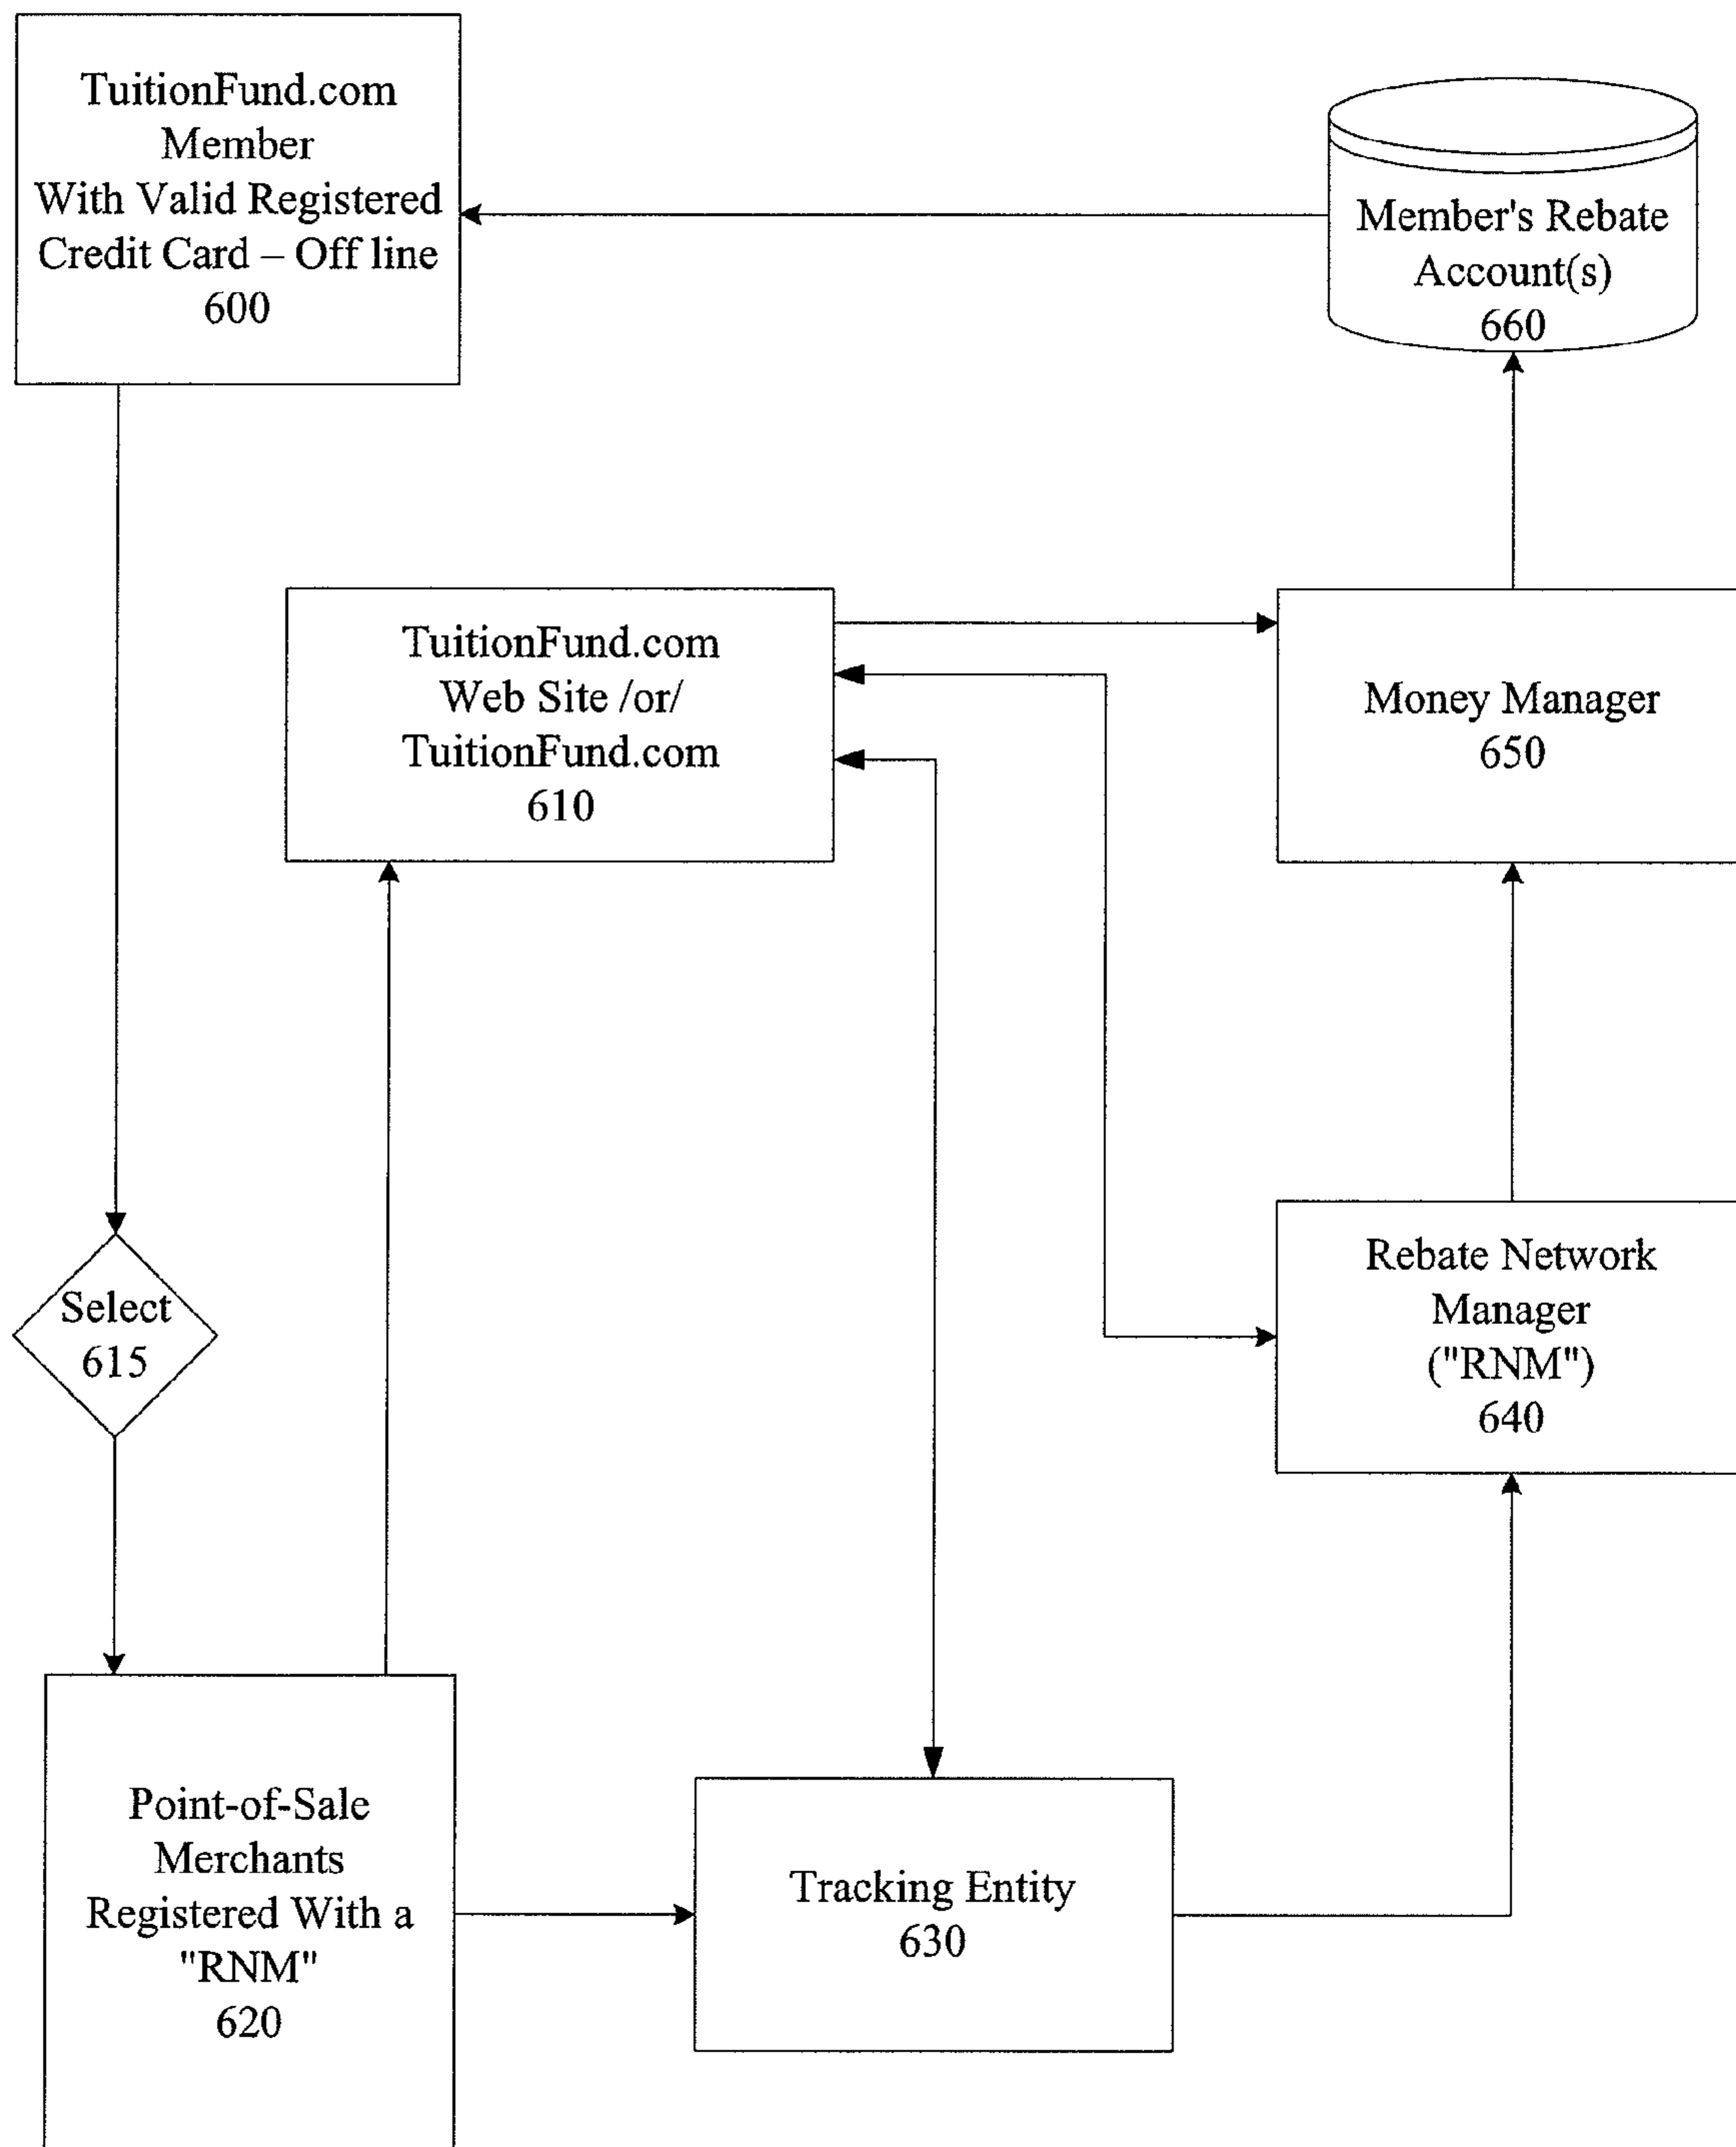 TuitionFund.com
Member
With Valid Registered
Credit Card – Off line
600
Member's Rebate
Account(s)
660
TuitionFund.com
Web Site /or/
TuitionFund.com
610
Money Manager
650
Select
615
Rebate Network
Manager
("RNM")
640
Point-of-Sale
Merchants
Registered With a
"RNM"
620
Tracking Entity
630